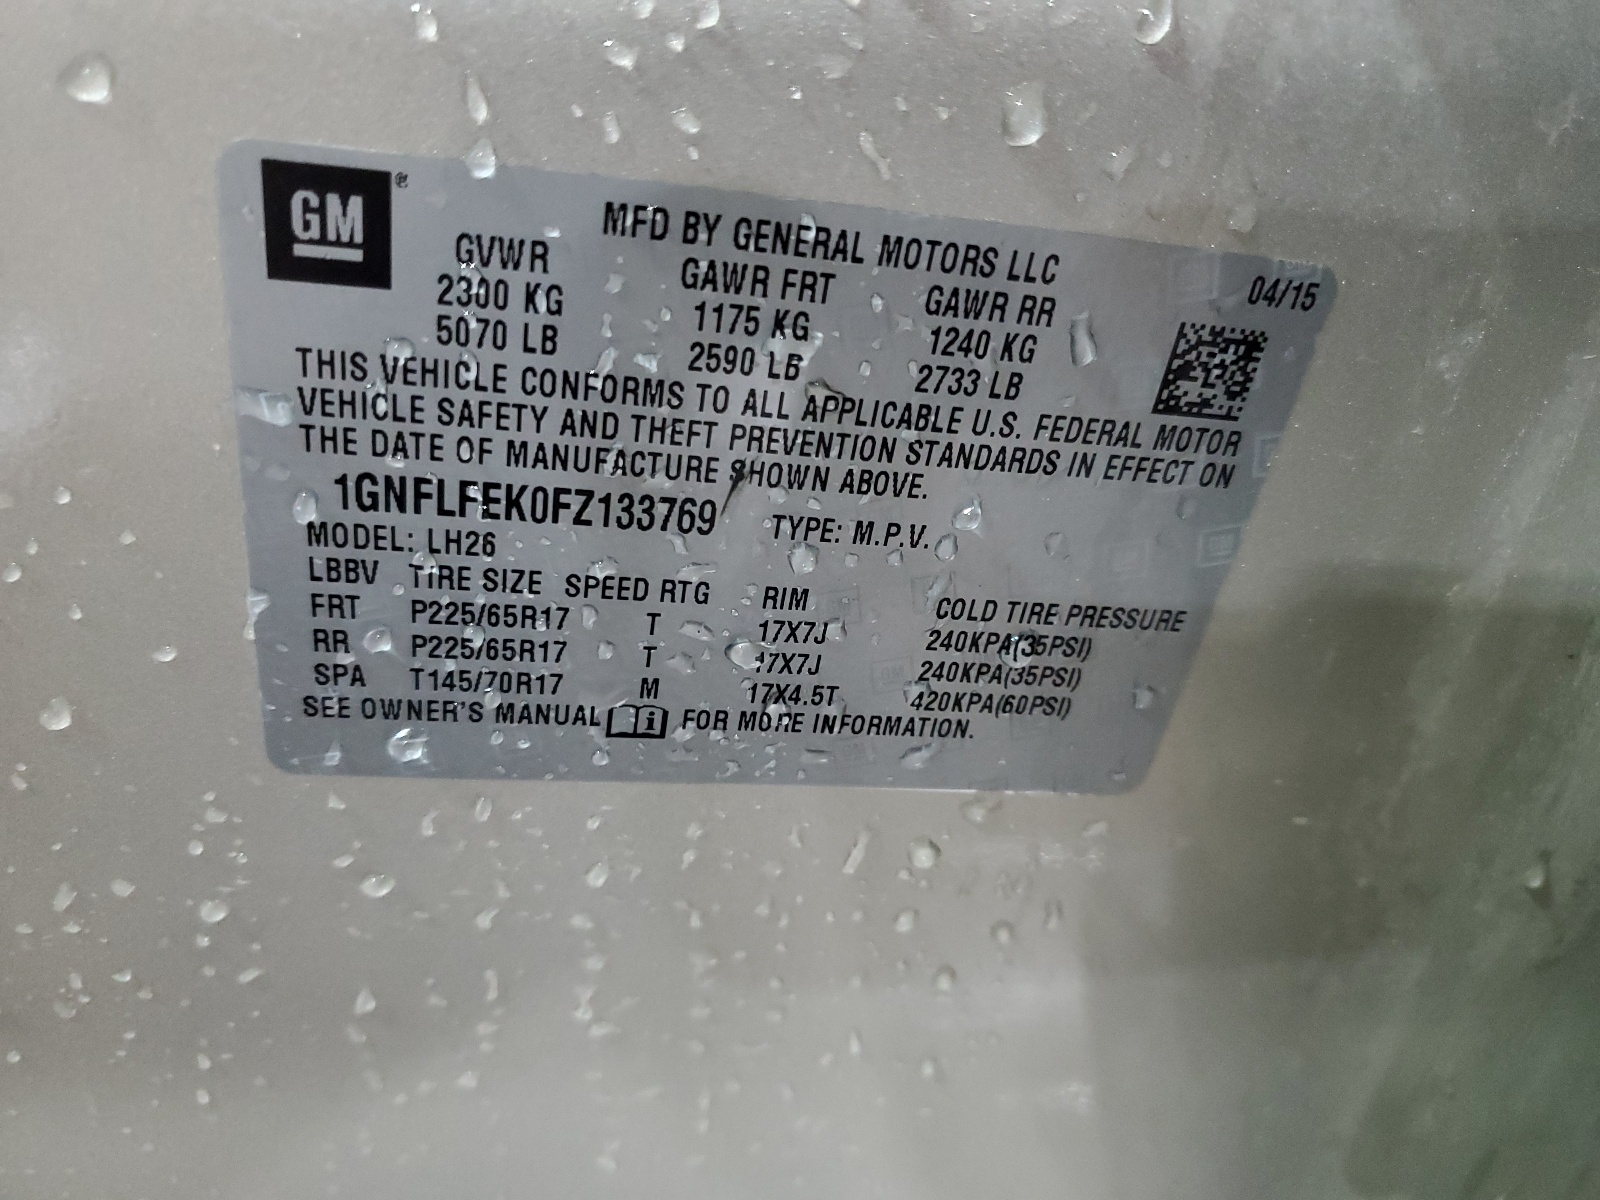 GM ®
MFD BY GENERAL MOTORS LLC 04/15
GVWR GAWR FRT GAWR RR
2300 KG 1175 KG 1240 KG
5070 LB 2590 LB 2733 LB
THIS VEHICLE CONFORMS TO ALL APPLICABLE U.S. FEDERAL MOTOR
VEHICLE SAFETY AND THEFT PREVENTION STANDARDS IN EFFECT ON
THE DATE OF MANUFACTURE SHOWN ABOVE.
1GNFLFEK0FZ133769 TYPE: M.P.V.
MODEL: LH26
LBBV TIRE SIZE SPEED RTG RIM COLD TIRE PRESSURE
FRT P225/65R17 T 17X7J 240KPA(35PSI)
RR P225/65R17 T 17X7J 240KPA(35PSI)
SPA T145/70R17 M 17X4.5T 420KPA(60PSI)
SEE OWNER'S MANUAL i FOR MORE INFORMATION.